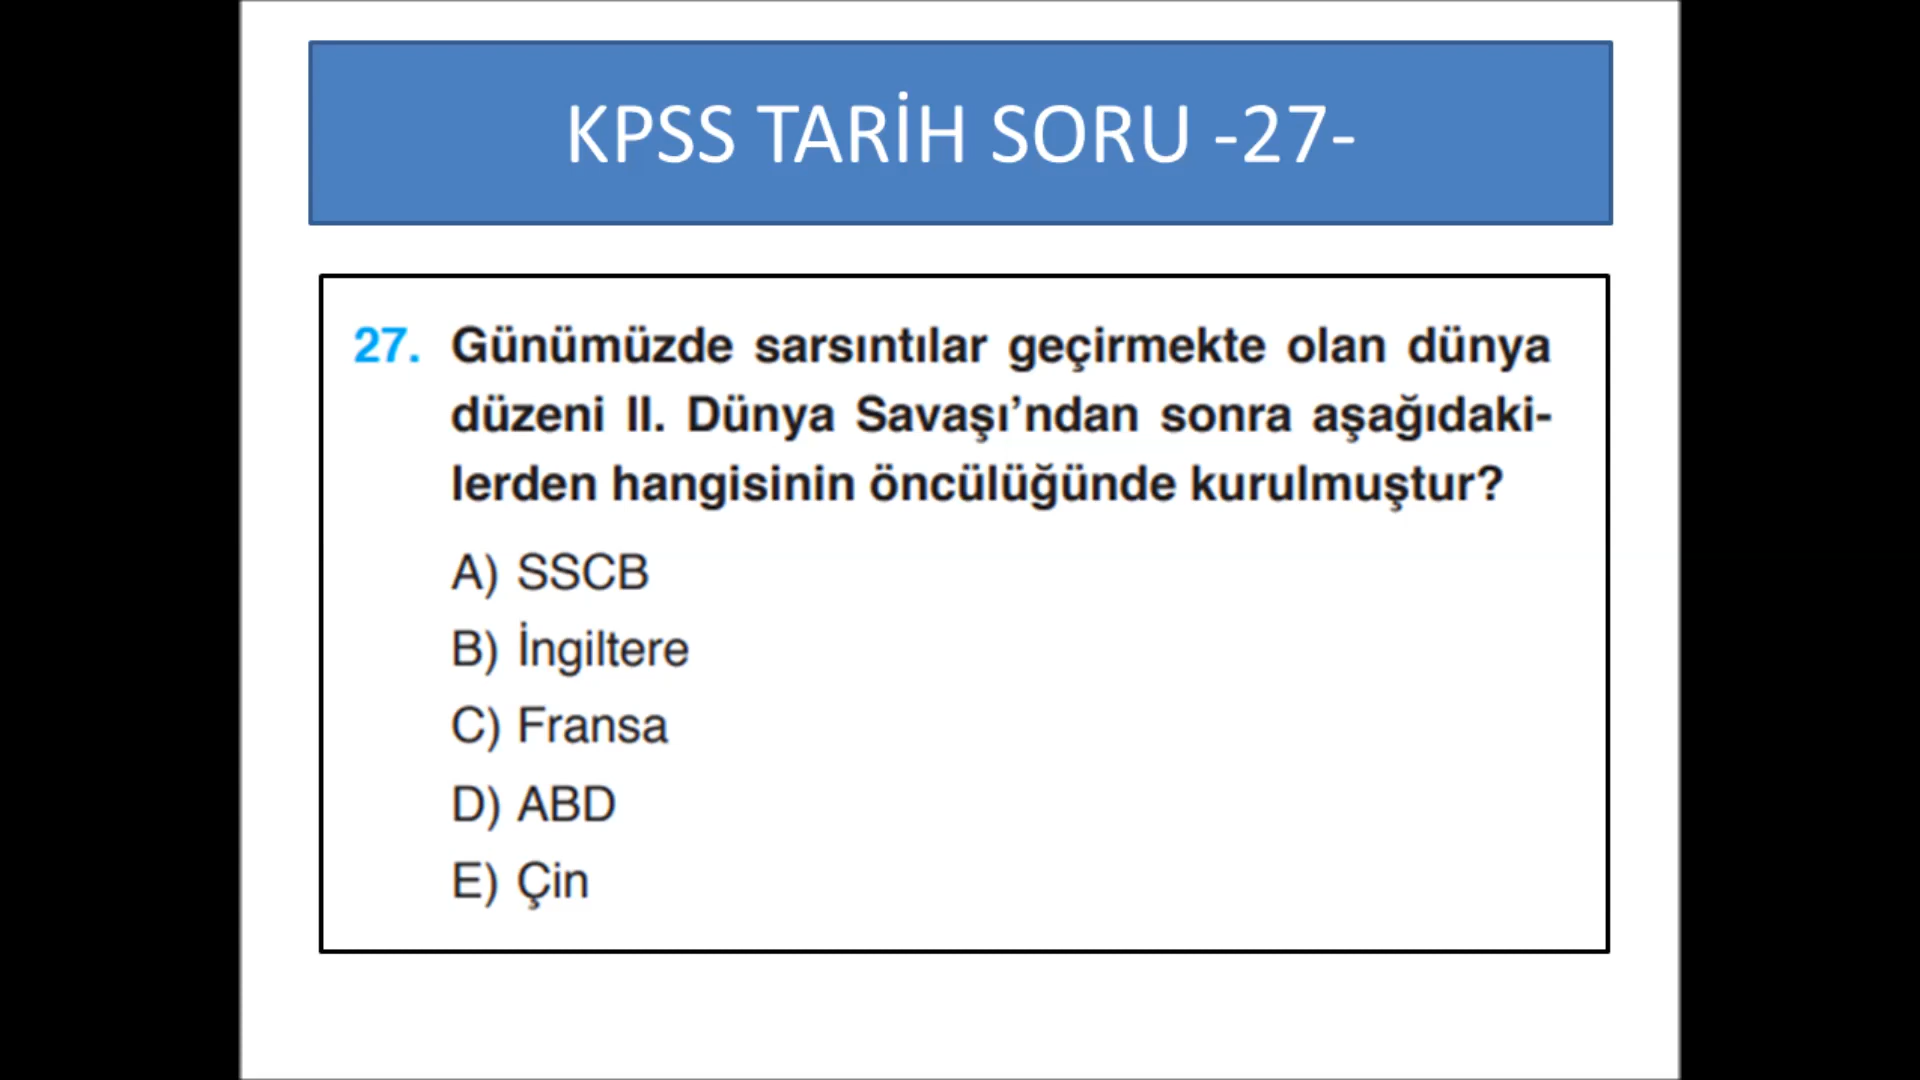 KPSS TARİH SORU -27-
27. Günümüzde sarsıntılar geçirmekte olan dünya
düzeni II. Dünya Savaşı’ndan sonra aşağıdaki-
lerden hangisinin öncülüğünde kurulmuştur?
A) SSCB
B) İngiltere
C) Fransa
D) ABD
E) Çin